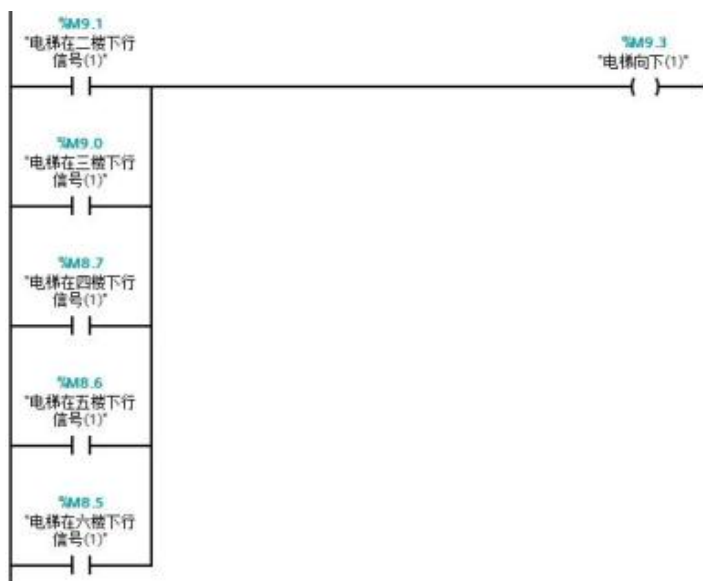 %M9.1
"电梯在二楼下行
信号(1)"
%M9.3
"电梯向下(1)"
%M9.0
"电梯在三楼下行
信号(1)"
%M8.7
"电梯在四楼下行
信号(1)"
%M8.6
"电梯在五楼下行
信号(1)"
%M8.5
"电梯在六楼下行
信号(1)"